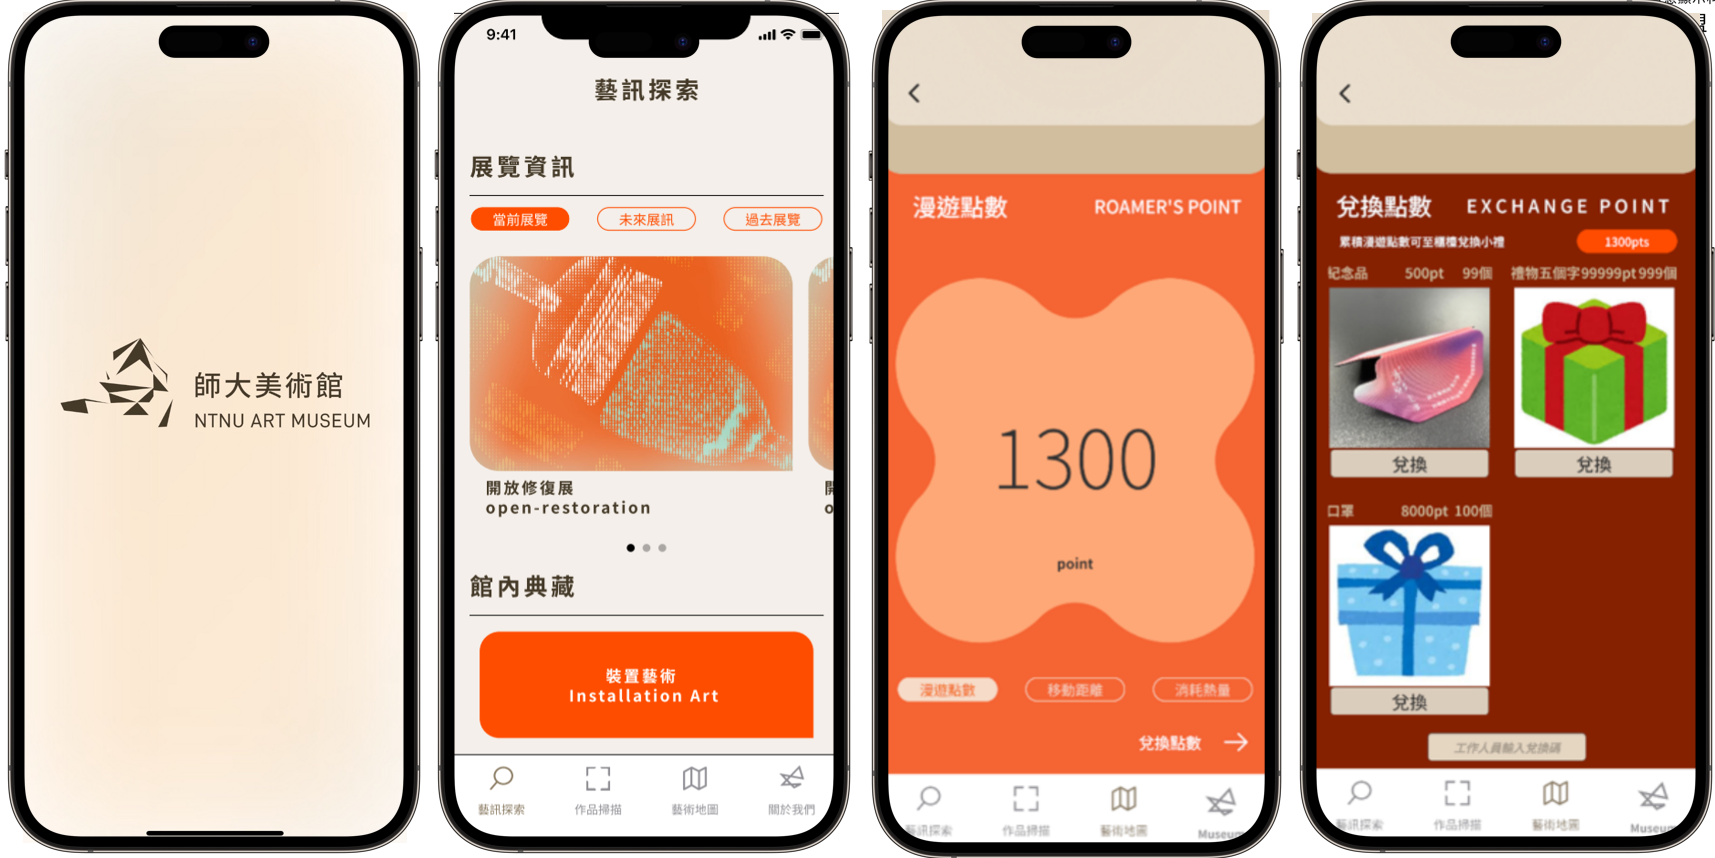 師大美術館
NTNU ART MUSEUM
9:41
藝訊探索
展覽資訊
當前展覽 未來展訊 過去展覽
開放修復展
open-restoration
館內典藏
裝置藝術
Installation Art
藝訊探索 作品掃描 藝術地圖 關於我們
漫遊點數 ROAMER'S POINT
1300
point
漫遊點數 移動距離 消耗熱量
兌換點數
藝訊探索 作品掃描 藝術地圖 Museum
兌換點數 EXCHANGE POINT
累積漫遊點數可至櫃檯兌換小禮 1300pts
紀念品 500pt 99個 禮物五個字99999pt 999個
兌換 兌換
口罩 8000pt 100個
兌換
工作人員輸入兌換碼
藝訊探索 作品掃描 藝術地圖 Museum